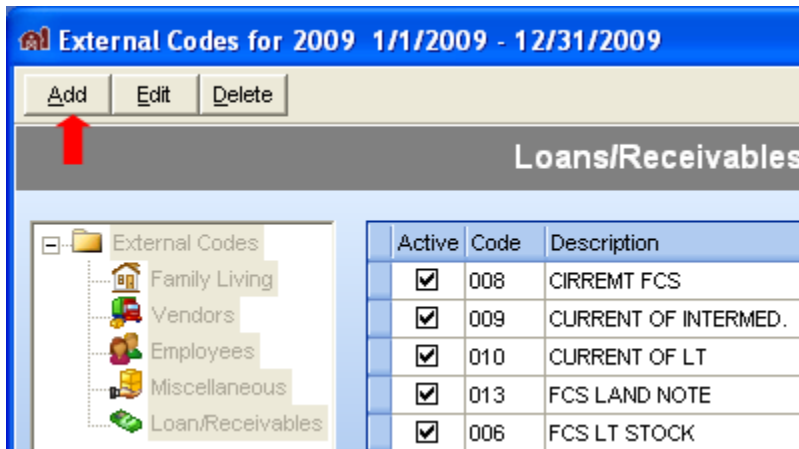 External Codes for 2009 1/1/2009 - 12/31/2009
Add Edit Delete
Loans/Receivables
External Codes
Family Living
Vendors
Employees
Miscellaneous
Loan/Receivables
Active Code Description
008 CIRREMT FCS
009 CURRENT OF INTERMED.
010 CURRENT OF LT
013 FCS LAND NOTE
006 FCS LT STOCK